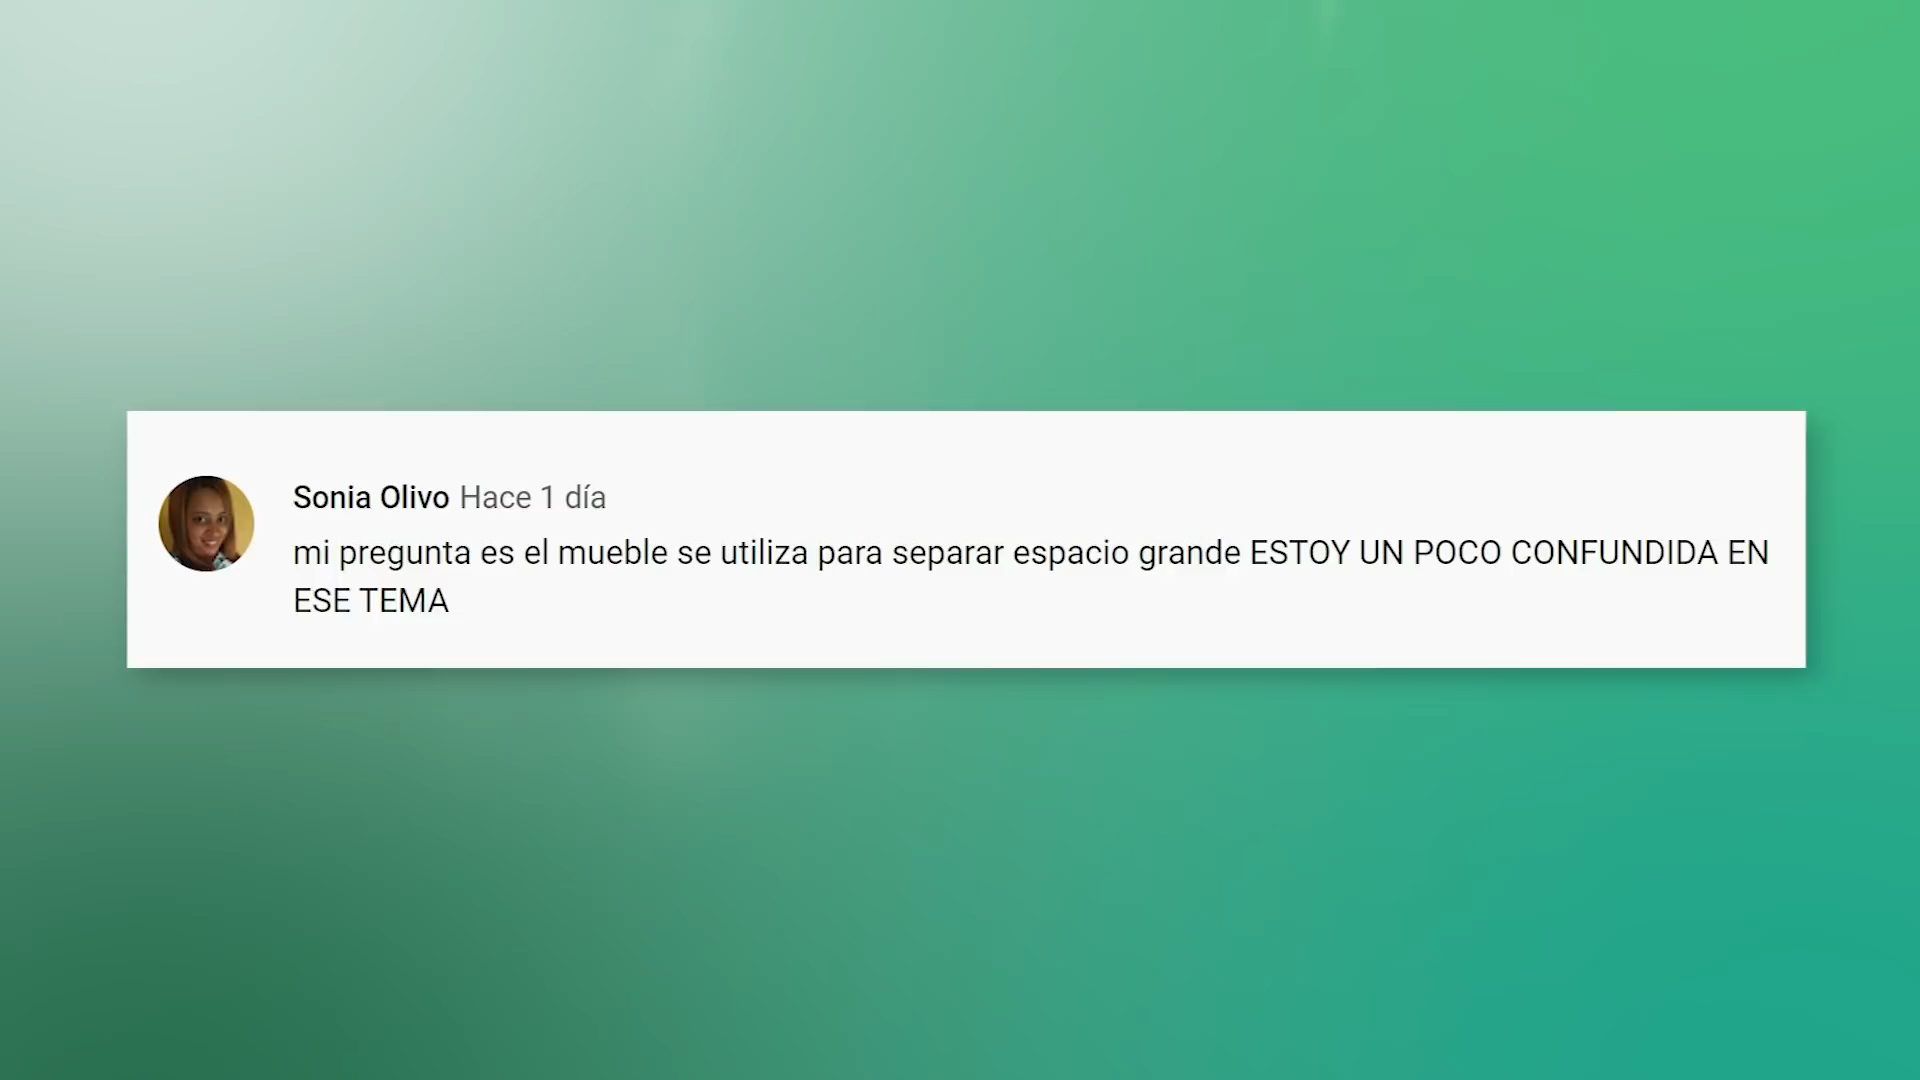 Sonia Olivo Hace 1 día
mi pregunta es el mueble se utiliza para separar espacio grande ESTOY UN POCO CONFUNDIDA EN
ESE TEMA